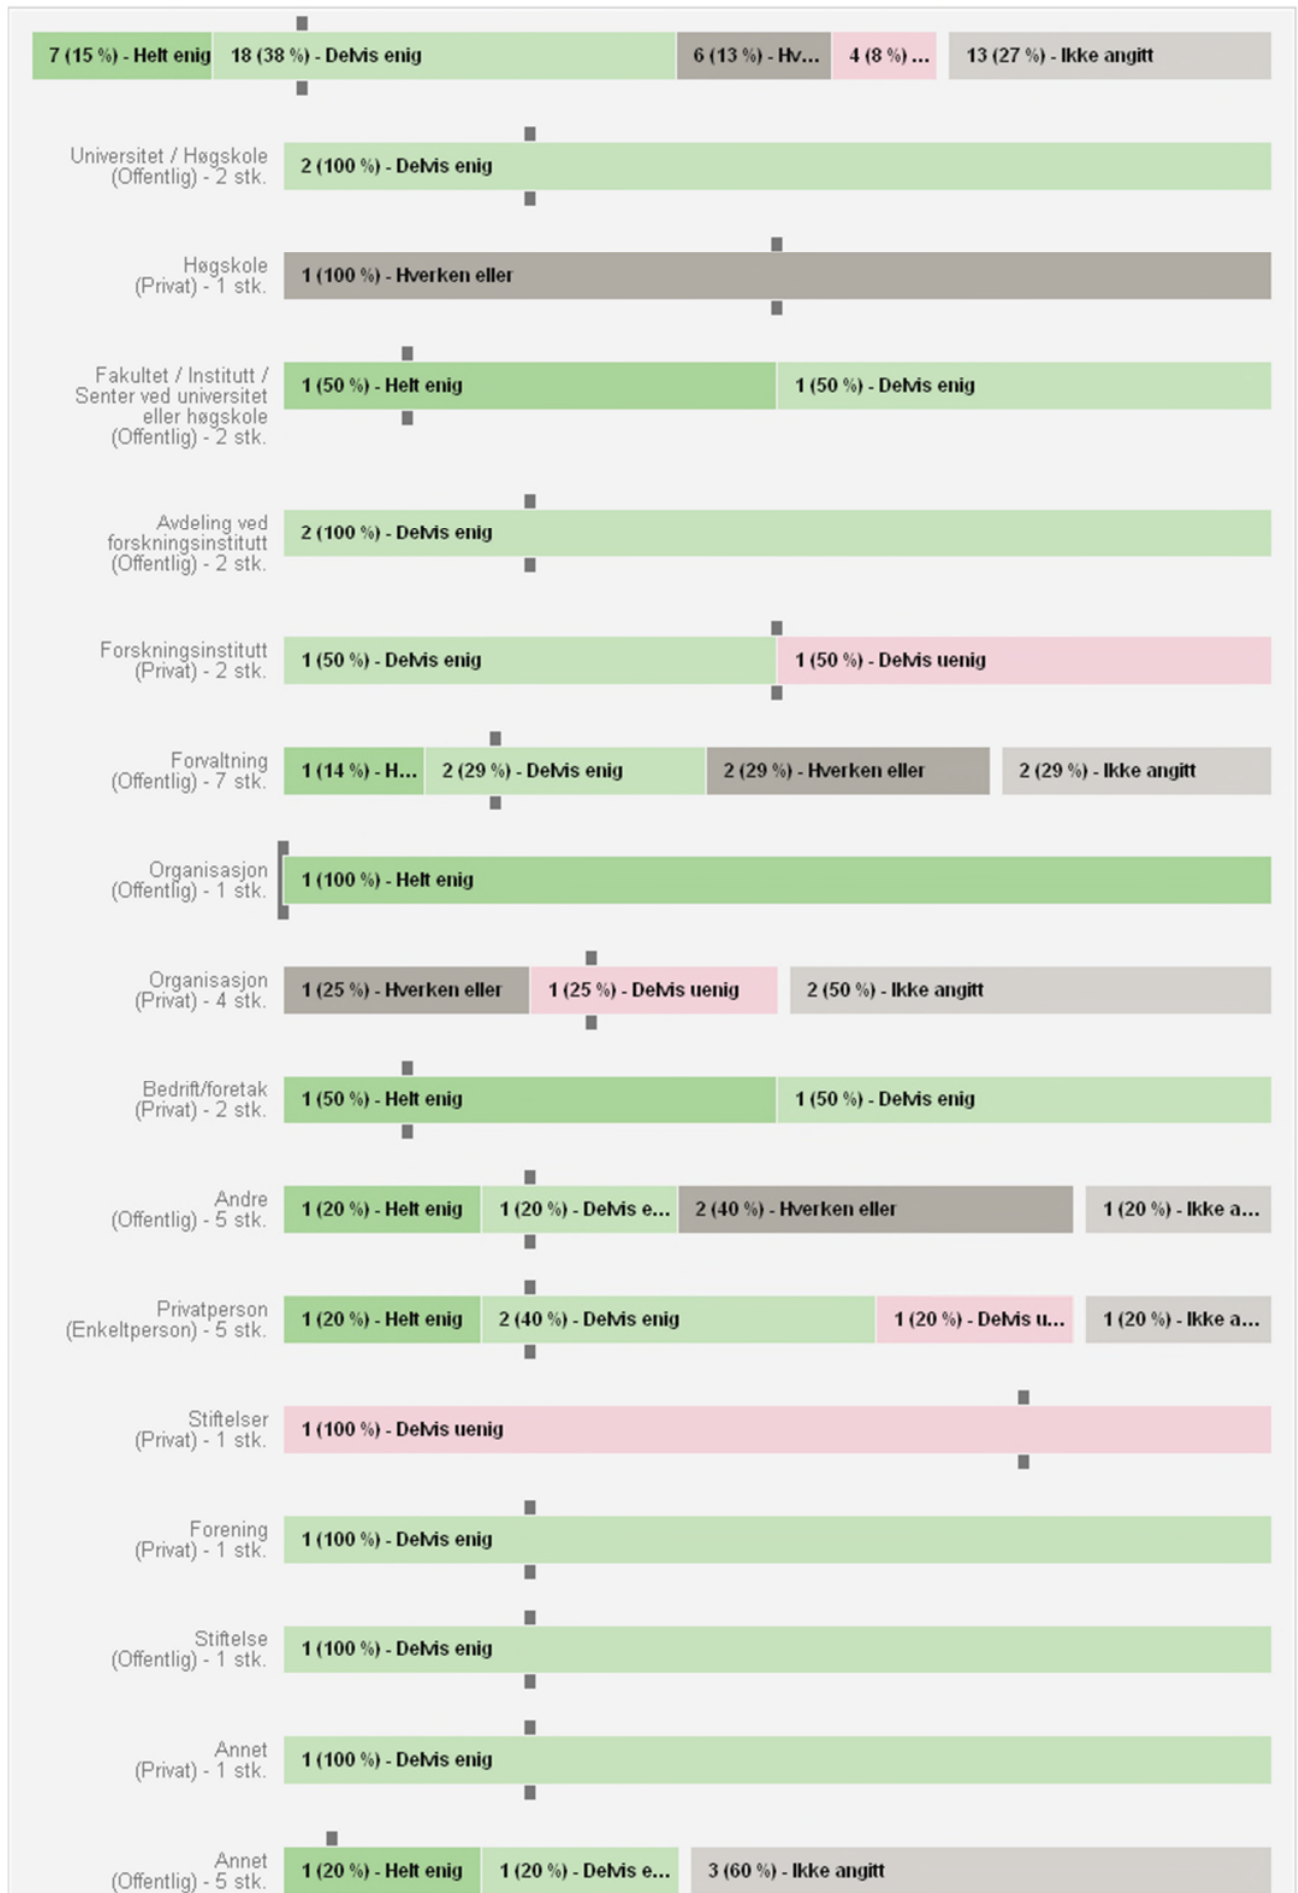 7 (15 %) - Helt enig 18 (38 %) - Delvis enig 6 (13 %) - Hv... 4 (8 %) ... 13 (27 %) - Ikke angitt
Universitet / Høgskole
(Offentlig) - 2 stk.
2 (100 %) - Delvis enig
Høgskole
(Privat) - 1 stk.
1 (100 %) - Hverken eller
Fakultet / Institutt /
Senter ved universitet
eller høgskole
(Offentlig) - 2 stk.
1 (50 %) - Helt enig 1 (50 %) - Delvis enig
Avdeling ved
forskningsinstitutt
(Offentlig) - 2 stk.
2 (100 %) - Delvis enig
Forskningsinstitutt
(Privat) - 2 stk.
1 (50 %) - Delvis enig 1 (50 %) - Delvis uenig
Forvaltning
(Offentlig) - 7 stk.
1 (14 %) - H... 2 (29 %) - Delvis enig 2 (29 %) - Hverken eller 2 (29 %) - Ikke angitt
Organisasjon
(Offentlig) - 1 stk.
1 (100 %) - Helt enig
Organisasjon
(Privat) - 4 stk.
1 (25 %) - Hverken eller 1 (25 %) - Delvis uenig 2 (50 %) - Ikke angitt
Bedrift/foretak
(Privat) - 2 stk.
1 (50 %) - Helt enig 1 (50 %) - Delvis enig
Andre
(Offentlig) - 5 stk.
1 (20 %) - Helt enig 1 (20 %) - Delvis e... 2 (40 %) - Hverken eller 1 (20 %) - Ikke a...
Privatperson
(Enkeltperson) - 5 stk.
1 (20 %) - Helt enig 2 (40 %) - Delvis enig 1 (20 %) - Delvis u... 1 (20 %) - Ikke a...
Stiftelser
(Privat) - 1 stk.
1 (100 %) - Delvis uenig
Forening
(Privat) - 1 stk.
1 (100 %) - Delvis enig
Stiftelse
(Offentlig) - 1 stk.
1 (100 %) - Delvis enig
Annet
(Privat) - 1 stk.
1 (100 %) - Delvis enig
Annet
(Offentlig) - 5 stk.
1 (20 %) - Helt enig 1 (20 %) - Delvis e... 3 (60 %) - Ikke angitt